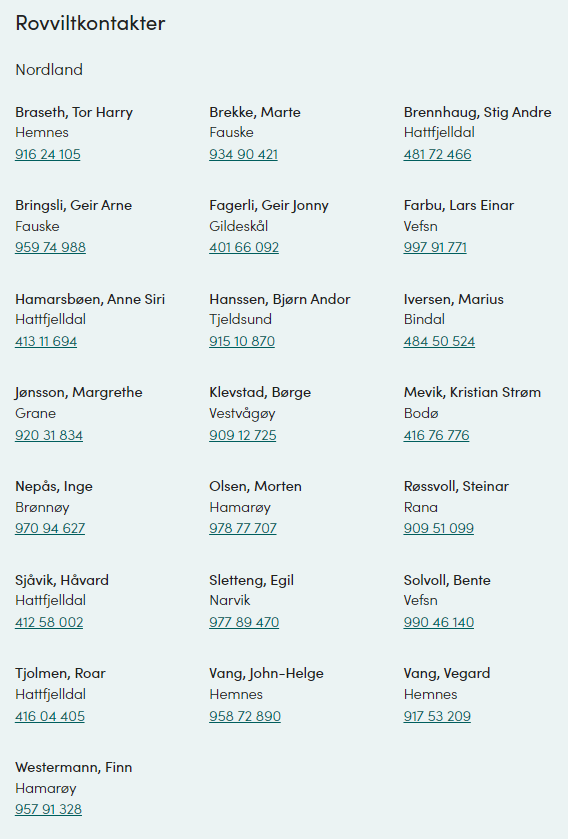 Rovviltkontakter
Nordland
Braseth, Tor Harry
Hemnes
916 24 105
Brekke, Marte
Fauske
934 90 421
Brennhaug, Stig Andre
Hattfjelldal
481 72 466
Bringsli, Geir Arne
Fauske
959 74 988
Fagerli, Geir Jonny
Gildeskål
401 66 092
Farbu, Lars Einar
Vefsn
997 91 771
Hamarsbøen, Anne Siri
Hattfjelldal
413 11 694
Hanssen, Bjørn Andor
Tjeldsund
915 10 870
Iversen, Marius
Bindal
484 50 524
Jønsson, Margrethe
Grane
920 31 834
Klevstad, Børge
Vestvågøy
909 12 725
Mevik, Kristian Strøm
Bodø
416 76 776
Nepås, Inge
Brønnøy
970 94 627
Olsen, Morten
Hamarøy
978 77 707
Røssvoll, Steinar
Rana
909 51 099
Sjåvik, Håvard
Hattfjelldal
412 58 002
Sletteng, Egil
Narvik
977 89 470
Solvoll, Bente
Vefsn
990 46 140
Tjolmen, Roar
Hattfjelldal
416 04 405
Vang, John-Helge
Hemnes
958 72 890
Vang, Vegard
Hemnes
917 53 209
Westermann, Finn
Hamarøy
957 91 328